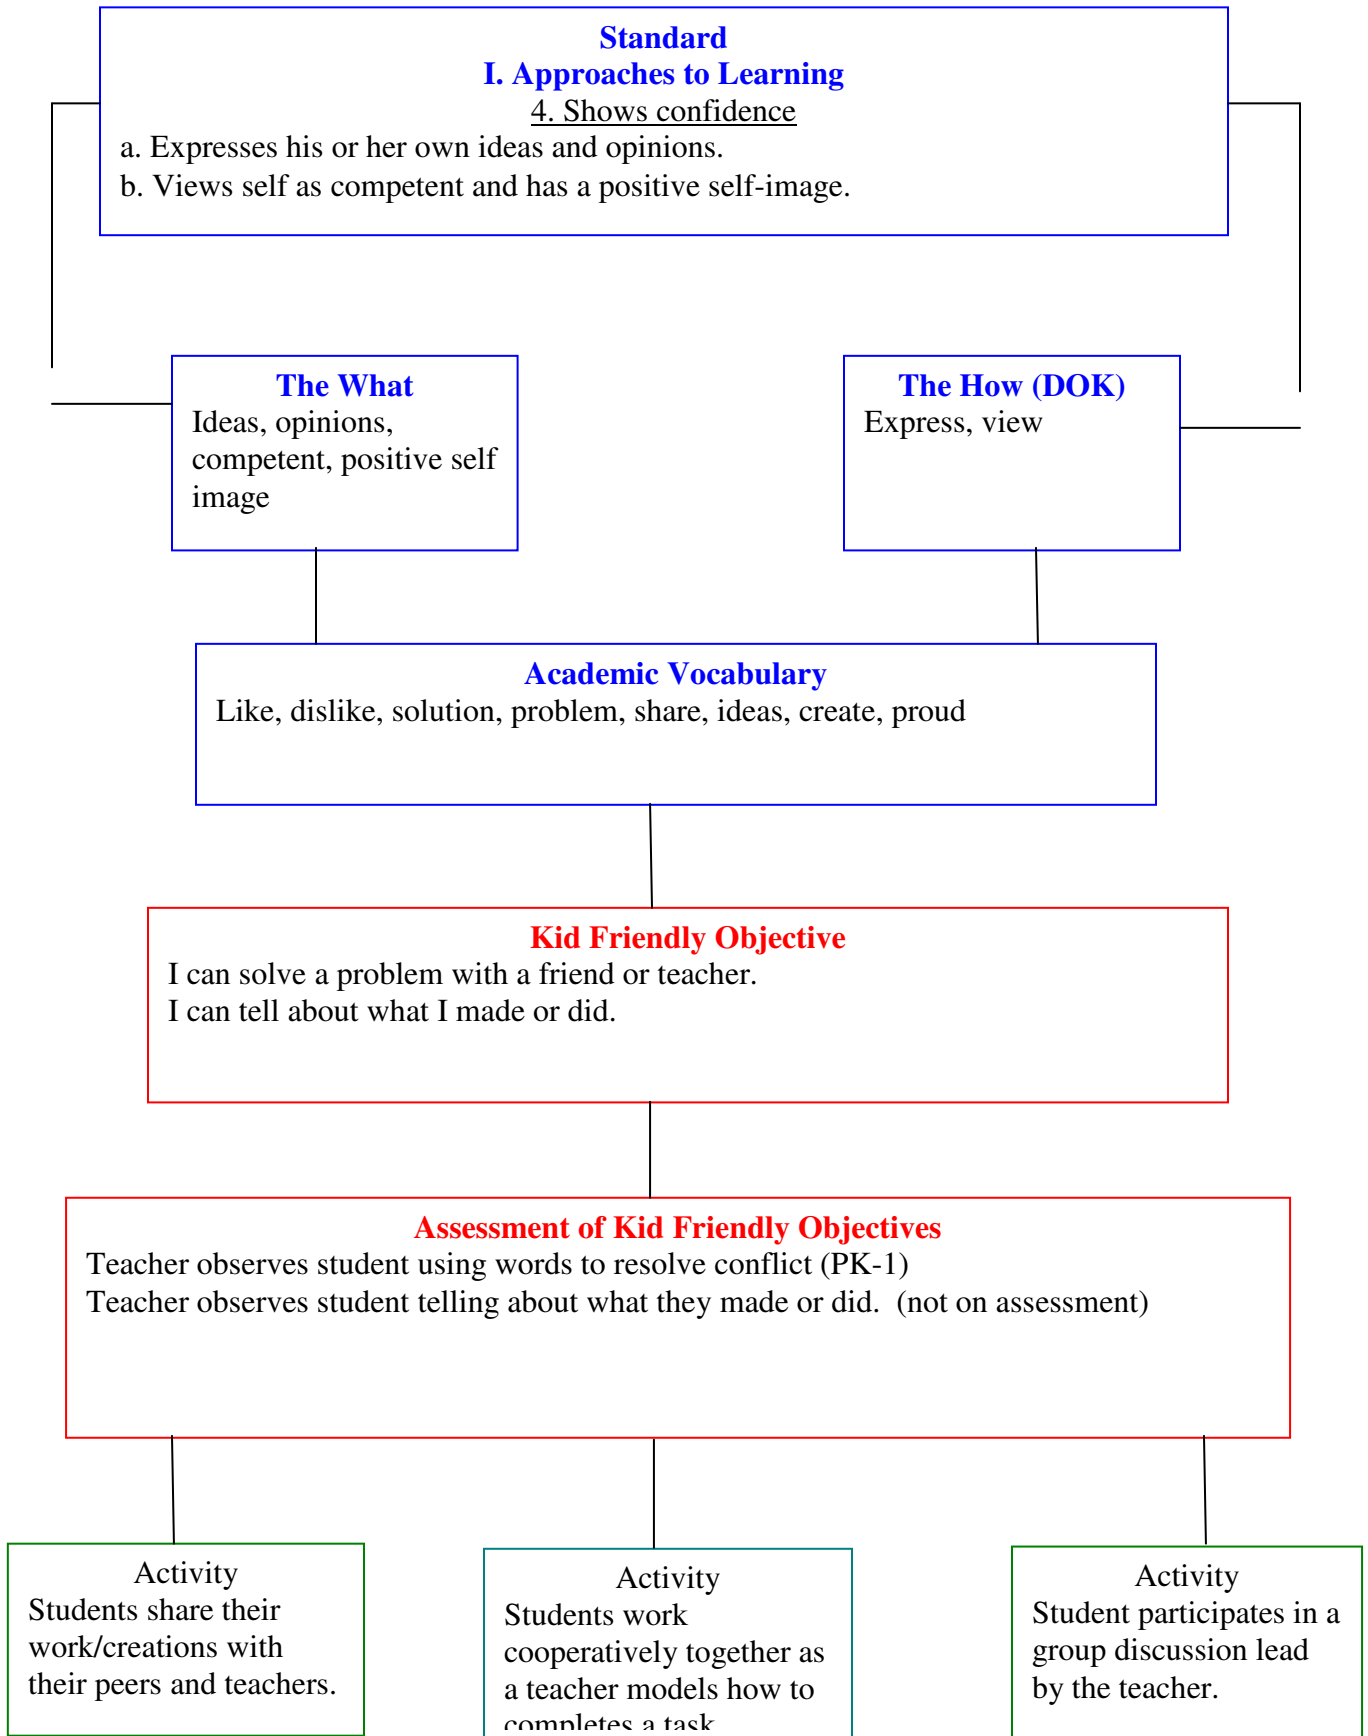 Standard
I. Approaches to Learning
4. Shows confidence
a. Expresses his or her own ideas and opinions.
b. Views self as competent and has a positive self-image.
The What
Ideas, opinions,
competent, positive self
image
The How (DOK)
Express, view
Academic Vocabulary
Like, dislike, solution, problem, share, ideas, create, proud
Kid Friendly Objective
I can solve a problem with a friend or teacher.
I can tell about what I made or did.
Assessment of Kid Friendly Objectives
Teacher observes student using words to resolve conflict (PK-1)
Teacher observes student telling about what they made or did.  (not on assessment)
Activity
Students share their
work/creations with
their peers and teachers.
Activity
Students work
cooperatively together as
a teacher models how to
completes a task
Activity
Student participates in a
group discussion lead
by the teacher.